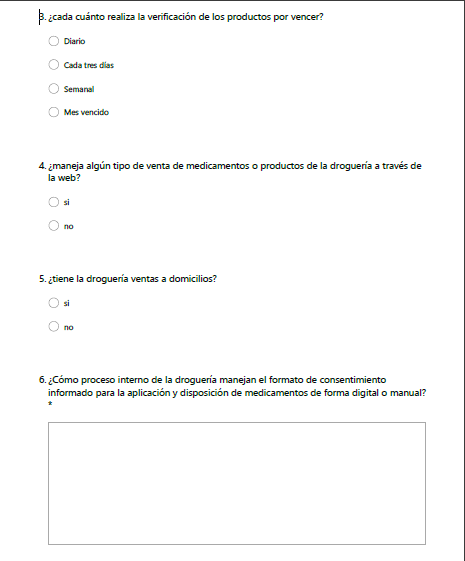 3. ¿cada cuánto realiza la verificación de los productos por vencer?
Diario
Cada tres días
Semanal
Mes vencido
4. ¿maneja algún tipo de venta de medicamentos o productos de la droguería a través de
la web?
si
no
5. ¿tiene la droguería ventas a domicilios?
si
no
6. ¿Cómo proceso interno de la droguería manejan el formato de consentimiento
informado para la aplicación y disposición de medicamentos de forma digital o manual?
*